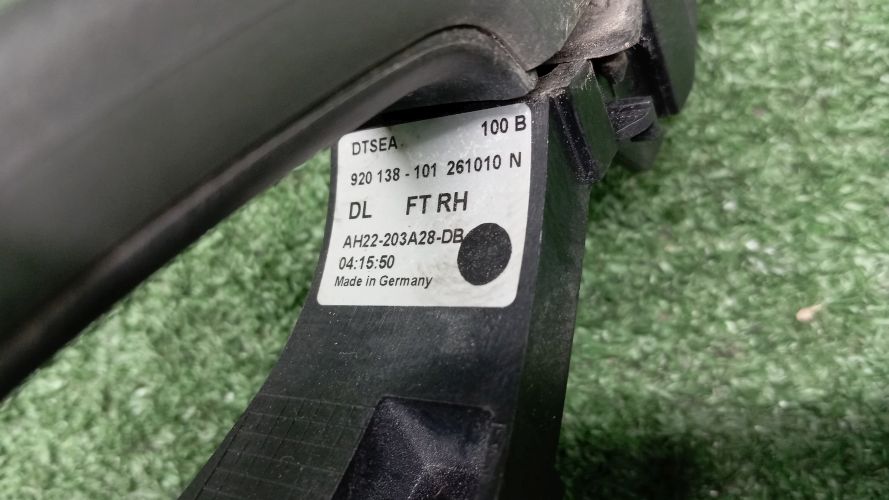 DTSEA. 100 B
920 138 - 101 261010 N
DL FT RH
AH22-203A28-DB
04:15:50
Made in Germany